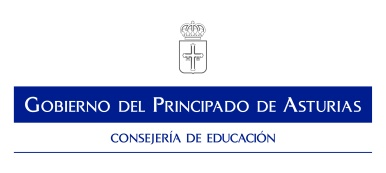 GOBIERNO DEL PRINCIPADO DE ASTURIAS
CONSEJERÍA DE EDUCACIÓN